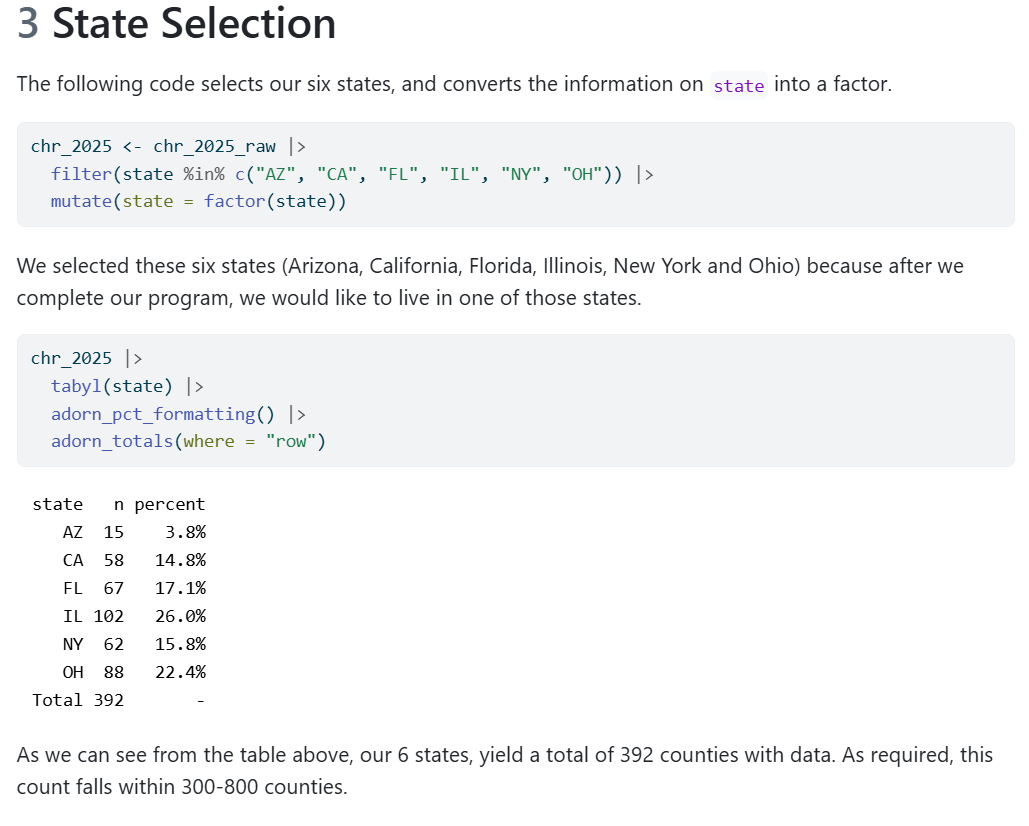 3 State Selection
The following code selects our six states, and converts the information on state into a factor.
chr_2025 <- chr_2025_raw |>
  filter(state %in% c("AZ", "CA", "FL", "IL", "NY", "OH")) |>
  mutate(state = factor(state))
We selected these six states (Arizona, California, Florida, Illinois, New York and Ohio) because after we
complete our program, we would like to live in one of those states.
chr_2025 |>
  tabyl(state) |>
  adorn_pct_formatting() |>
  adorn_totals(where = "row")
state   n percent
   AZ  15    3.8%
   CA  58   14.8%
   FL  67   17.1%
   IL 102   26.0%
   NY  62   15.8%
   OH  88   22.4%
Total 392       -
As we can see from the table above, our 6 states, yield a total of 392 counties with data. As required, this
count falls within 300-800 counties.